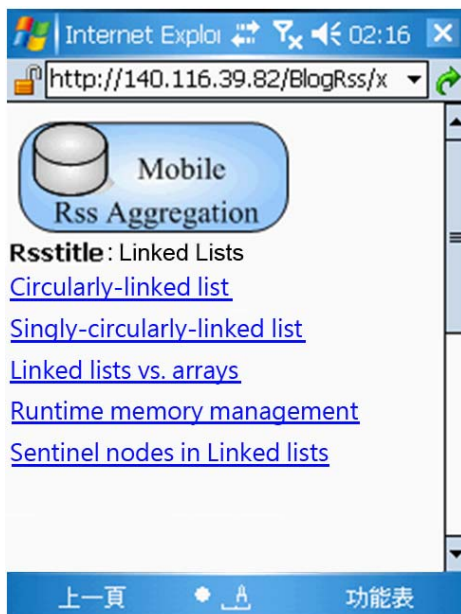 Internet Explor 02:16
http://140.116.39.82/BlogRss/x
Mobile
Rss Aggregation
Rsstitle : Linked Lists
Circularly-linked list
Singly-circularly-linked list
Linked lists vs. arrays
Runtime memory management
Sentinel nodes in Linked lists
上一頁 功能表